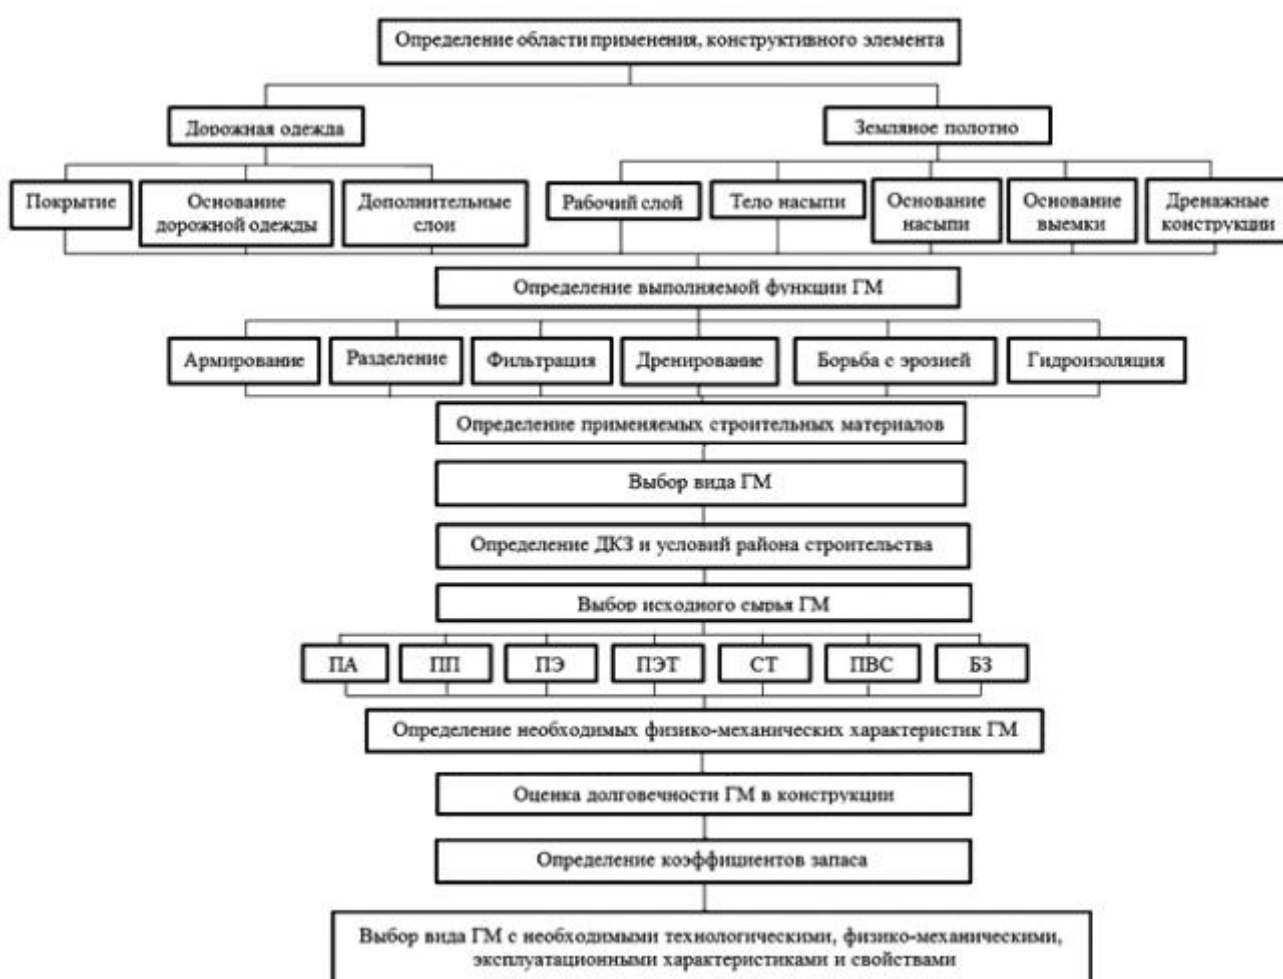 Определение области применения, конструктивного элемента
Дорожная одежда
Земляное полотно
Покрытие
Основание
дорожной одежды
Дополнительные
слои
Рабочий слой
Тело насыпи
Основание
насыпи
Основание
выемки
Дренажные
конструкции
Определение выполняемой функции ГМ
Армирование
Разделение
Фильтрация
Дренирование
Борьба с эрозией
Гидроизоляция
Определение применяемых строительных материалов
Выбор вида ГМ
Определение ДКЗ и условий района строительства
Выбор исходного сырья ГМ
ПА
ПП
ПЭ
ПЭТ
СТ
ПВС
БЗ
Определение необходимых физико-механических характеристик ГМ
Оценка долговечности ГМ в конструкции
Определение коэффициентов запаса
Выбор вида ГМ с необходимыми технологическими, физико-механическими,
эксплуатационными характеристиками и свойствами